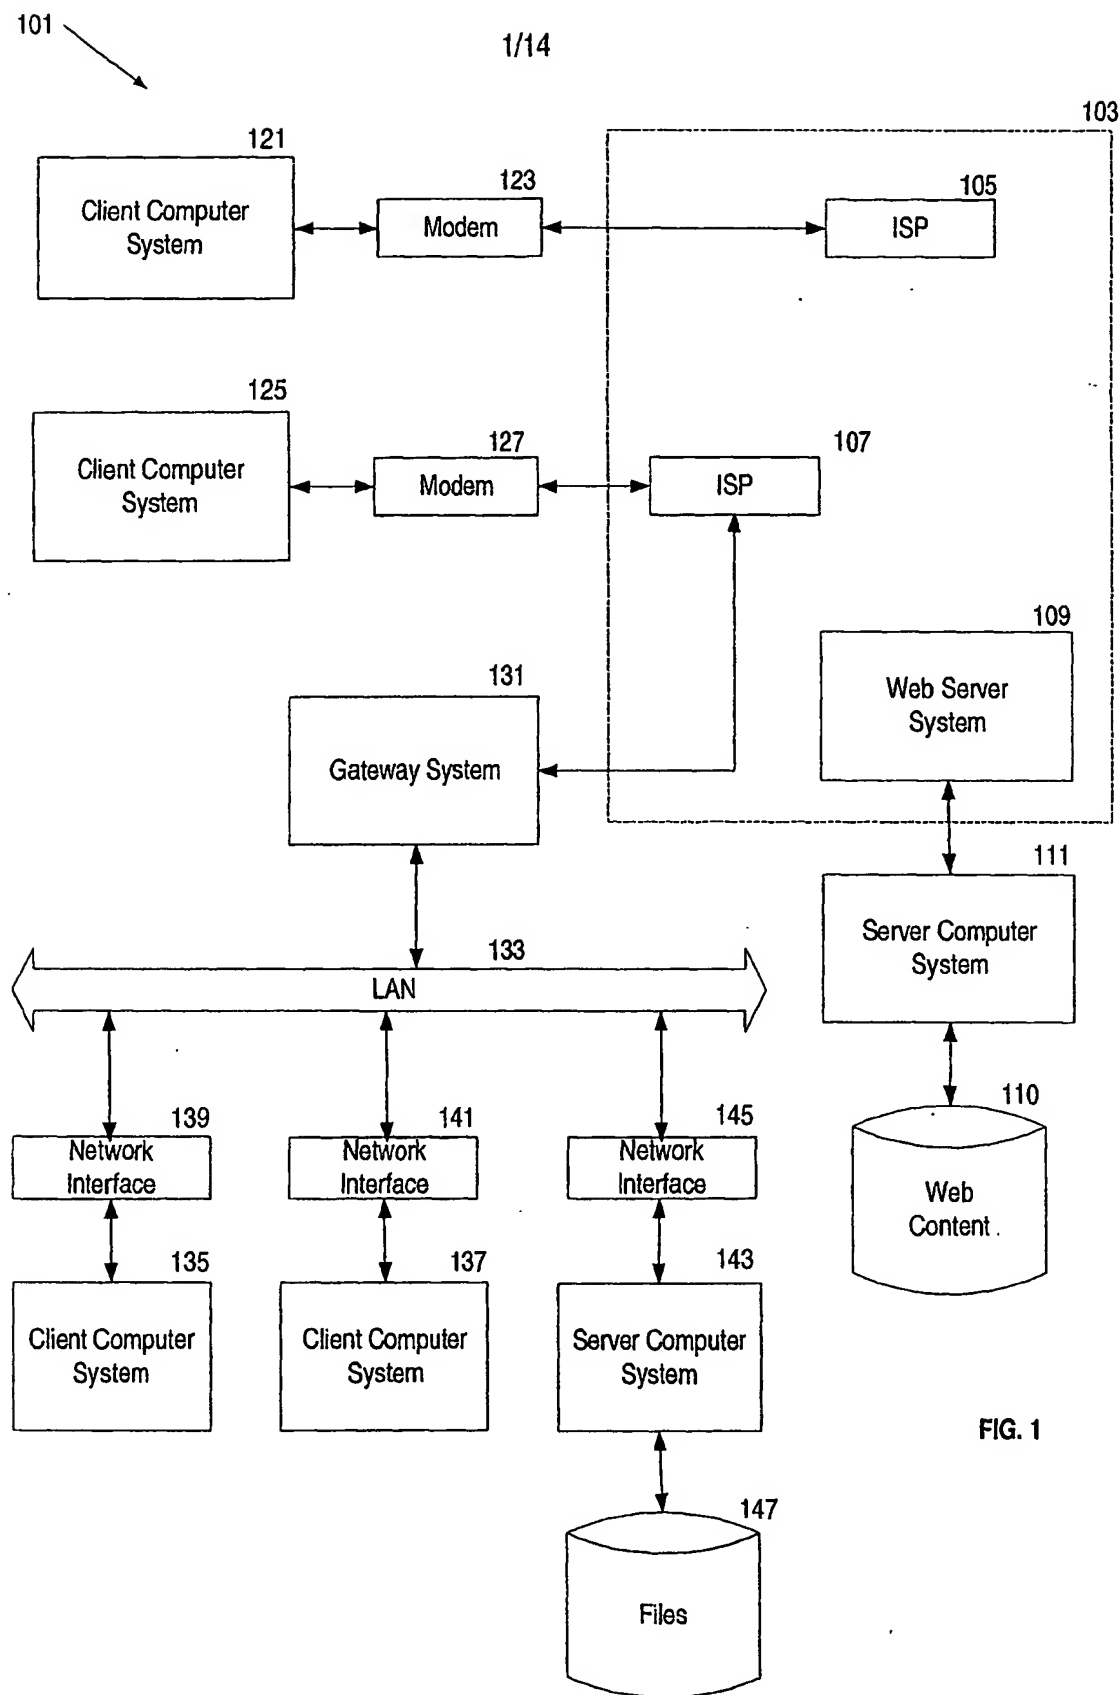 101
1/14
103
121
Client Computer
System
123
Modem
105
ISP
125
Client Computer
System
127
Modem
107
ISP
109
Web Server
System
131
Gateway System
111
Server Computer
System
133
LAN
110
Web
Content
139
Network
Interface
141
Network
Interface
145
Network
Interface
135
Client Computer
System
137
Client Computer
System
143
Server Computer
System
FIG. 1
147
Files